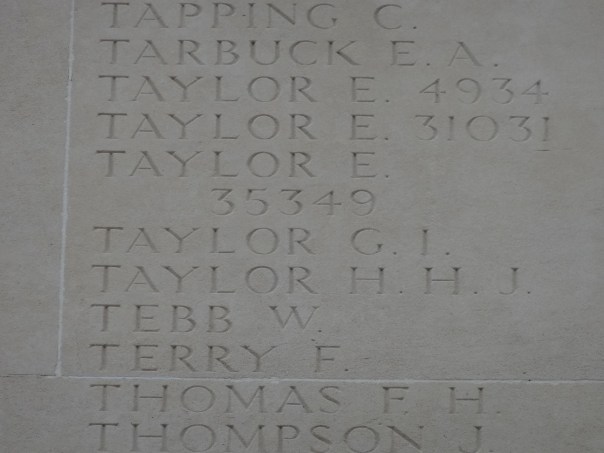 TAPPING C.
TARBUCK E. A.
TAYLOR E. 4934
TAYLOR E. 31031
TAYLOR E.
35349
TAYLOR G. I.
TAYLOR H. H. J.
TEBB W.
TERRY F.
THOMAS F. H.
THOMPSON J.